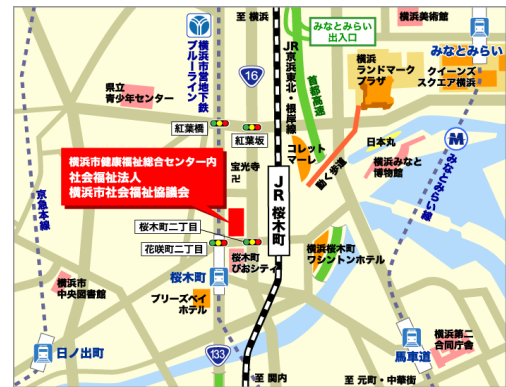 至 横浜
みなとみらい
出入口
横浜美術館
みなとみらい
横浜市営地下鉄
ブルーライン
16
JR京浜東北・根岸線
首都高速
横浜
ランドマーク
プラザ
クイーンズ
スクエア横浜
県立
青少年センター
紅葉橋
紅葉坂
コレット
マーレ
動く歩道
日本丸
横浜みなと
博物館
M
みなとみらい線
横浜市健康福祉総合センター内
社会福祉法人
横浜市社会福祉協議会
宝光寺
卍
JR 桜木町
京急本線
桜木町二丁目
花咲町二丁目
桜木町
ぴおシティ
横浜桜木町
ワシントンホテル
横浜市
中央図書館
桜木町
ブリーズベイ
ホテル
日ノ出町
133
馬車道
横浜第二
合同庁舎
至 関内
至 元町・中華街